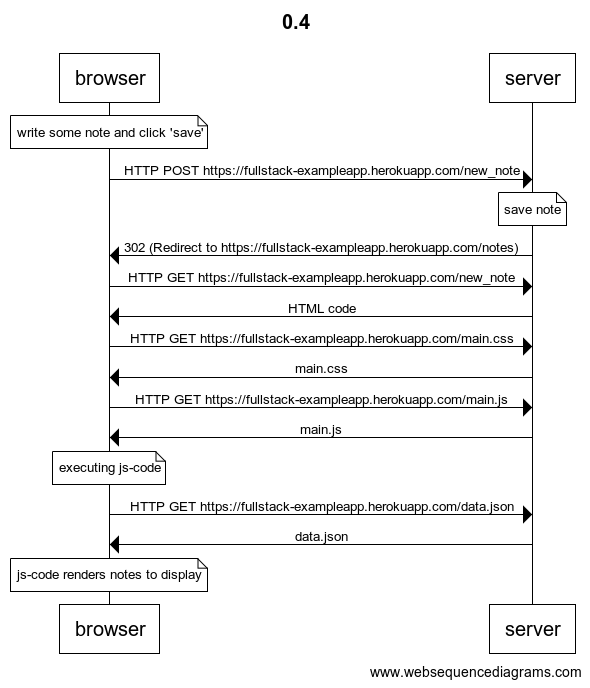 0.4
browser
server
write some note and click 'save'
HTTP POST https://fullstack-exampleapp.herokuapp.com/new_note
save note
302 (Redirect to https://fullstack-exampleapp.herokuapp.com/notes)
HTTP GET https://fullstack-exampleapp.herokuapp.com/new_note
HTML code
HTTP GET https://fullstack-exampleapp.herokuapp.com/main.css
main.css
HTTP GET https://fullstack-exampleapp.herokuapp.com/main.js
main.js
executing js-code
HTTP GET https://fullstack-exampleapp.herokuapp.com/data.json
data.json
js-code renders notes to display
browser
server
www.websequencediagrams.com